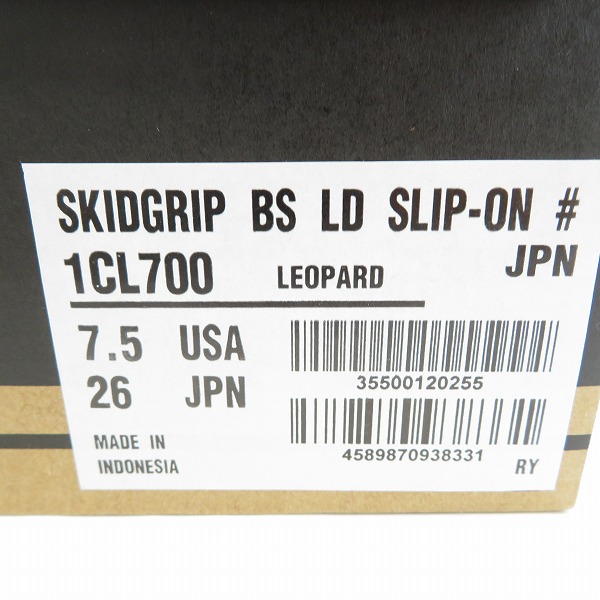 SKIDGRIP BS LD SLIP-ON #
1CL700 LEOPARD JPN
7.5 USA
26 JPN
35500120255
MADE IN
INDONESIA
4589870938331
RY